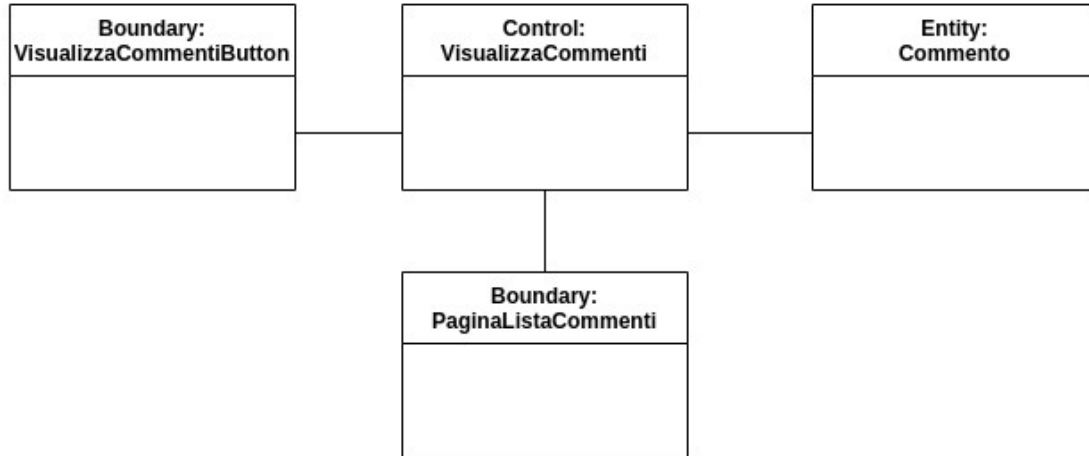 Boundary:
VisualizzaCommentiButton
Control:
VisualizzaCommenti
Entity:
Commento
Boundary:
PaginaListaCommenti